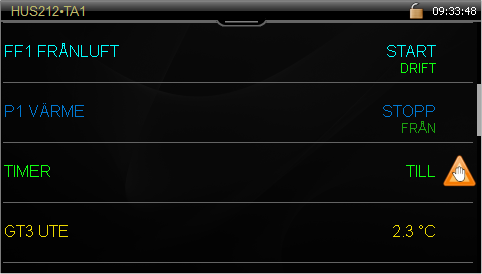 HUS212•TA1 09:33:48
FF1 FRÅNLUFT START
DRIFT
P1 VÄRME STOPP
FRÅN
TIMER TILL
GT3 UTE 2.3 °C